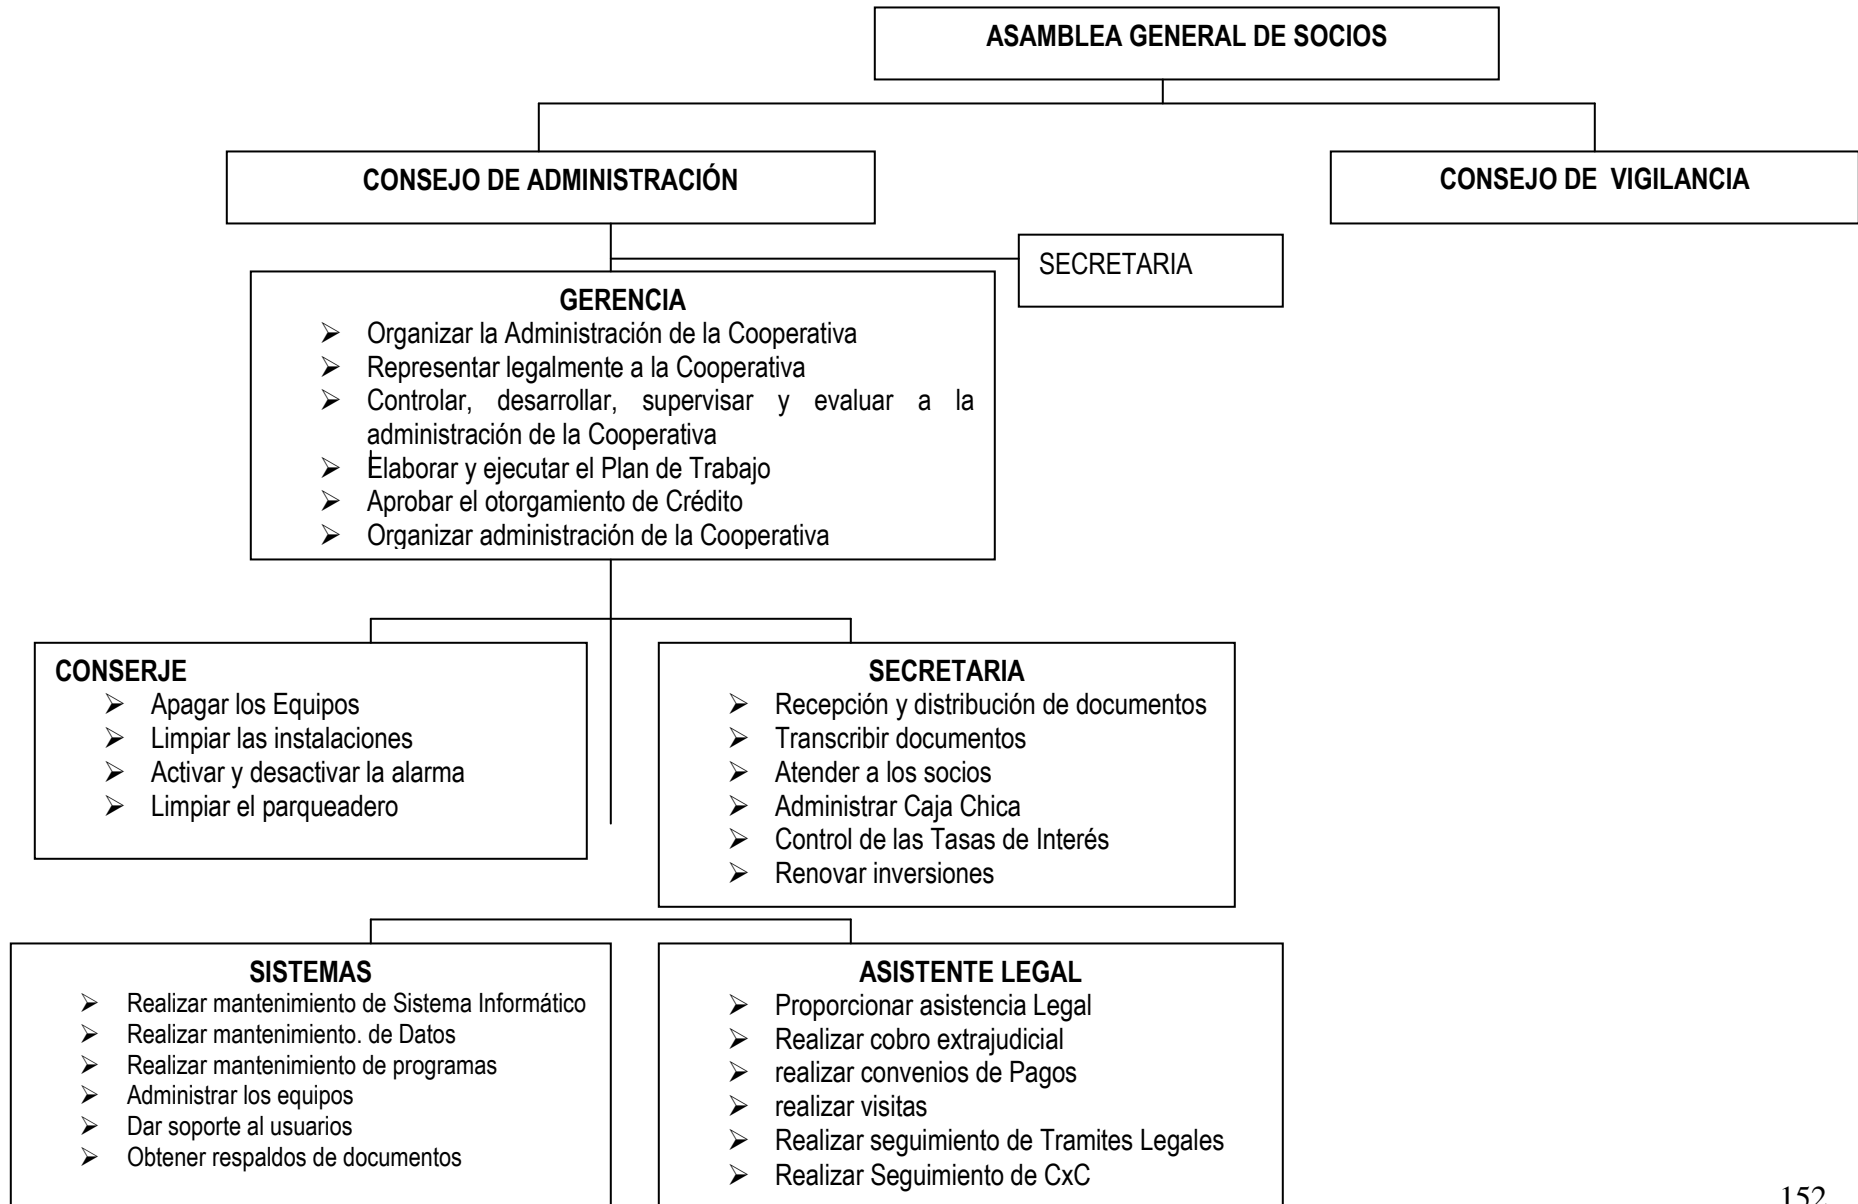 ASAMBLEA GENERAL DE SOCIOS
CONSEJO DE ADMINISTRACIÓN
CONSEJO DE VIGILANCIA
SECRETARIA
GERENCIA
➢ Organizar la Administración de la Cooperativa
➢ Representar legalmente a la Cooperativa
➢ Controlar, desarrollar, supervisar y evaluar a la
administración de la Cooperativa
➢ Elaborar y ejecutar el Plan de Trabajo
➢ Aprobar el otorgamiento de Crédito
➢ Organizar administración de la Cooperativa
CONSERJE
➢ Apagar los Equipos
➢ Limpiar las instalaciones
➢ Activar y desactivar la alarma
➢ Limpiar el parqueadero
SECRETARIA
➢ Recepción y distribución de documentos
➢ Transcribir documentos
➢ Atender a los socios
➢ Administrar Caja Chica
➢ Control de las Tasas de Interés
➢ Renovar inversiones
SISTEMAS
➢ Realizar mantenimiento de Sistema Informático
➢ Realizar mantenimiento. de Datos
➢ Realizar mantenimiento de programas
➢ Administrar los equipos
➢ Dar soporte al usuarios
➢ Obtener respaldos de documentos
ASISTENTE LEGAL
➢ Proporcionar asistencia Legal
➢ Realizar cobro extrajudicial
➢ realizar convenios de Pagos
➢ realizar visitas
➢ Realizar seguimiento de Tramites Legales
➢ Realizar Seguimiento de CxC
152